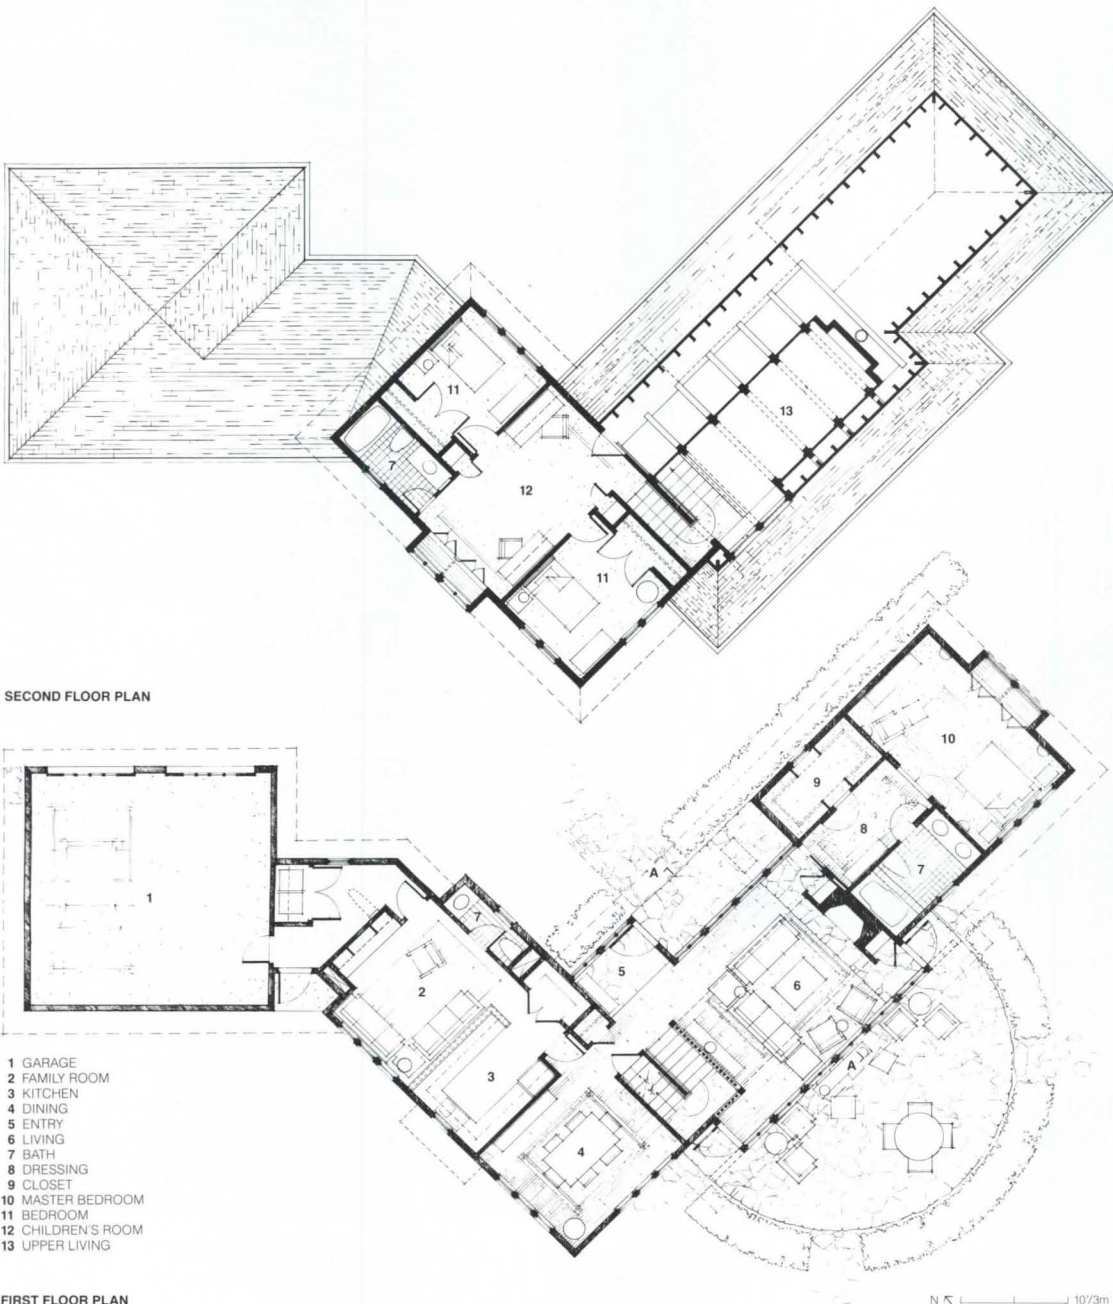 11
7
12
13
11
SECOND FLOOR PLAN
10
9
8
A
7
1
7
5
2
6
3
A
4
1 GARAGE
2 FAMILY ROOM
3 KITCHEN
4 DINING
5 ENTRY
6 LIVING
7 BATH
8 DRESSING
9 CLOSET
10 MASTER BEDROOM
11 BEDROOM
12 CHILDREN'S ROOM
13 UPPER LIVING
FIRST FLOOR PLAN
N 10'/3m